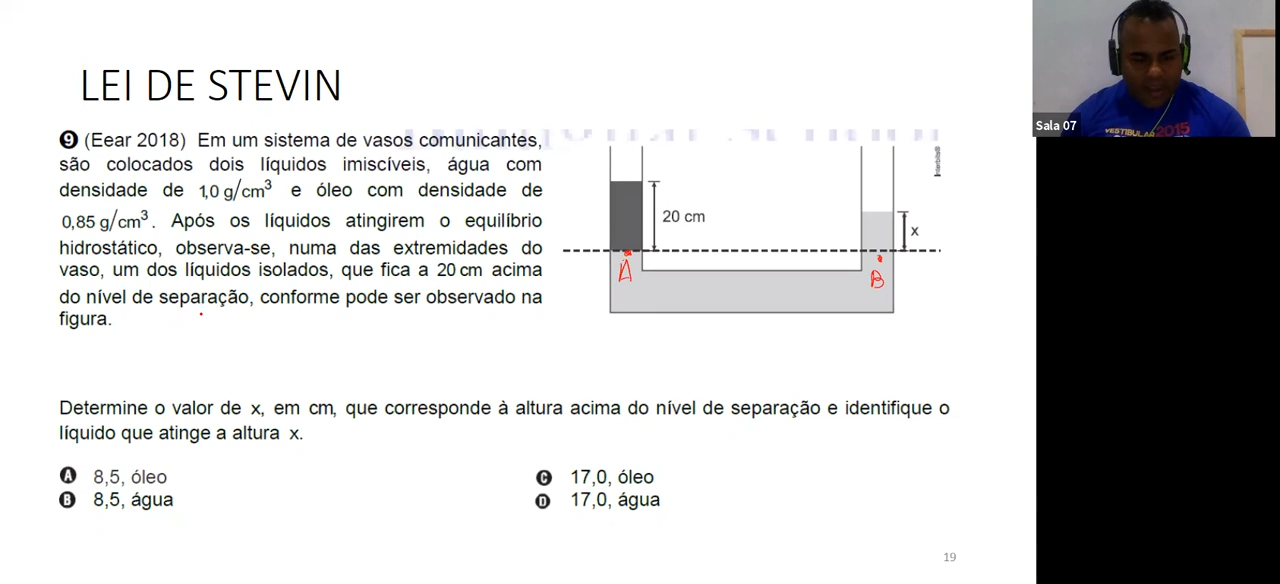 LEI DE STEVIN
9 (Eear 2018) Em um sistema de vasos comunicantes,
são colocados dois líquidos imiscíveis, água com
densidade de 1,0 g/cm³ e óleo com densidade de
0,85 g/cm³. Após os líquidos atingirem o equilíbrio
hidrostático, observa-se, numa das extremidades do
vaso, um dos líquidos isolados, que fica a 20 cm acima
do nível de separação, conforme pode ser observado na
figura.
20 cm
x
A
B
Interbits®
Determine o valor de x, em cm, que corresponde à altura acima do nível de separação e identifique o
líquido que atinge a altura x.
A 8,5, óleo
B 8,5, água
C 17,0, óleo
D 17,0, água
19
Sala 07
VESTIBULAR 2015